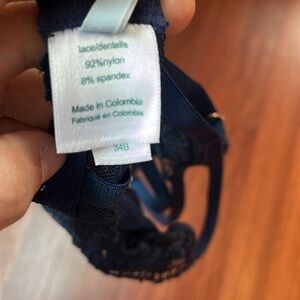 lace/dentelle
92%nylon
8% spandex
Made in Colombia
Fabriqué en Colombie
34B